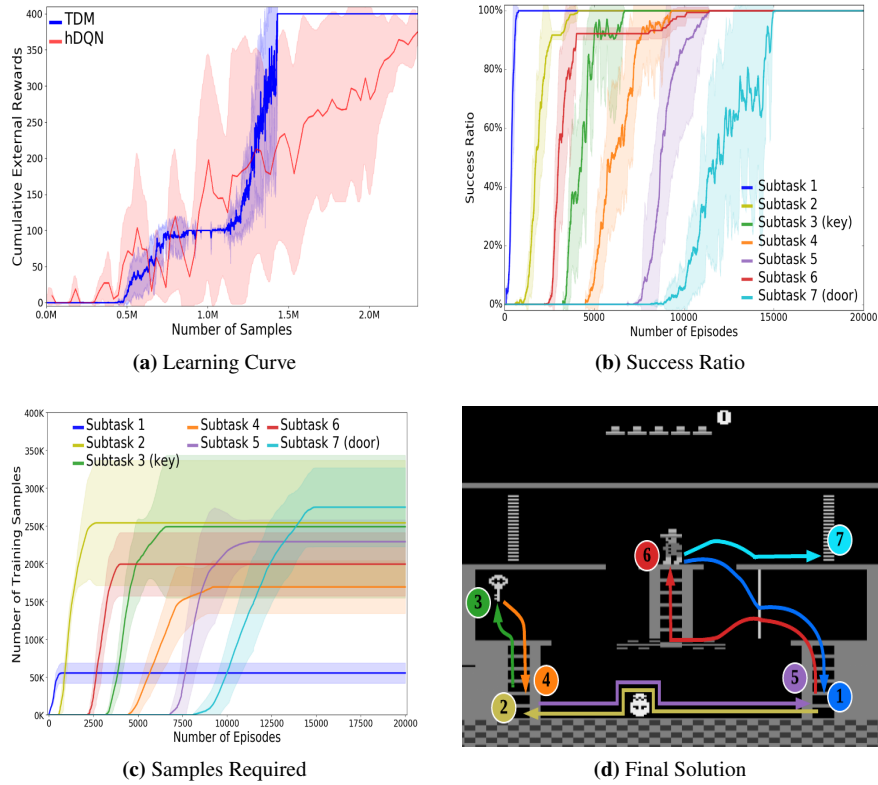 400
350
300
250
200
150
100
50
0
Cumulative External Rewards
TDM
hDQN
0.0M 0.5M 1.0M 1.5M 2.0M
Number of Samples
(a) Learning Curve
100%
80%
60%
40%
20%
0%
Success Ratio
Subtask 1
Subtask 2
Subtask 3 (key)
Subtask 4
Subtask 5
Subtask 6
Subtask 7 (door)
0 5000 10000 15000 20000
Number of Episodes
(b) Success Ratio
400K
350K
300K
250K
200K
150K
100K
50K
0K
Number of Training Samples
Subtask 1 Subtask 4 Subtask 6
Subtask 2 Subtask 5 Subtask 7 (door)
Subtask 3 (key)
0 2500 5000 7500 10000 12500 15000 17500 20000
Number of Episodes
(c) Samples Required
0
7
6
3
4
5
1
2
(d) Final Solution